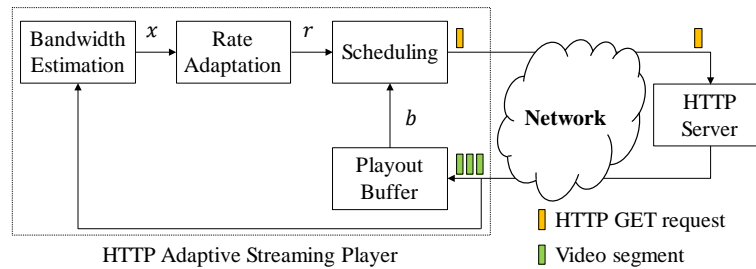 Bandwidth
Estimation
x
Rate
Adaptation
r
Scheduling
b
Playout
Buffer
Network
HTTP
Server
HTTP GET request
Video segment
HTTP Adaptive Streaming Player